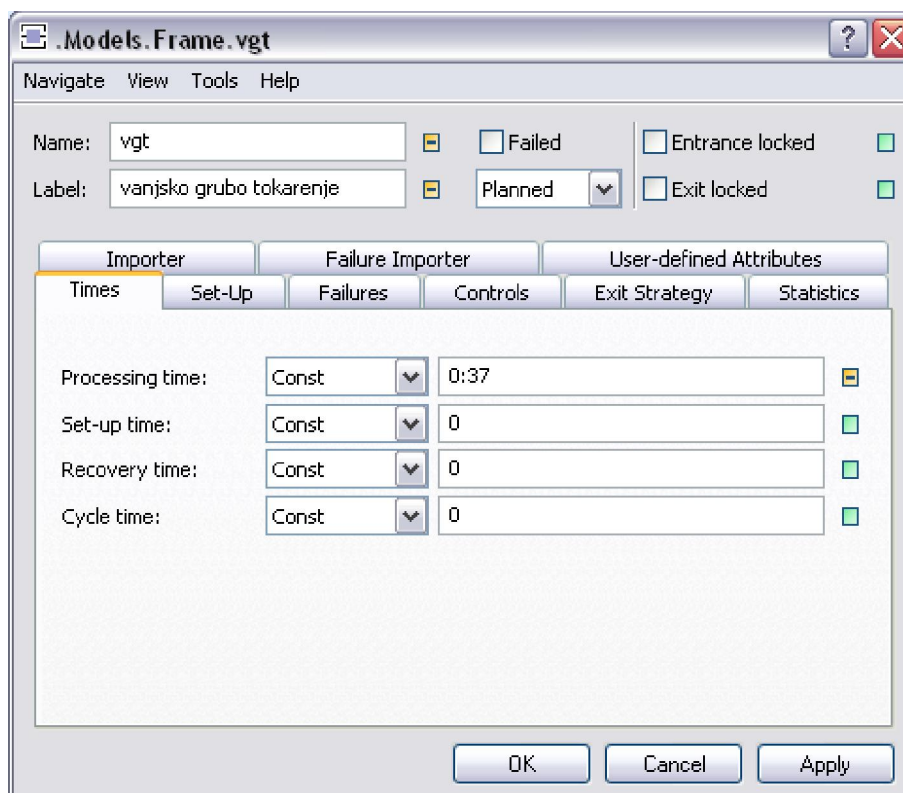 .Models.Frame.vgt
Navigate View Tools Help
Name: vgt Failed Entrance locked
Label: vanjsko grubo tokarenje Planned Exit locked
Importer Failure Importer User-defined Attributes
Times Set-Up Failures Controls Exit Strategy Statistics
Processing time: Const 0:37
Set-up time: Const 0
Recovery time: Const 0
Cycle time: Const 0
OK Cancel Apply